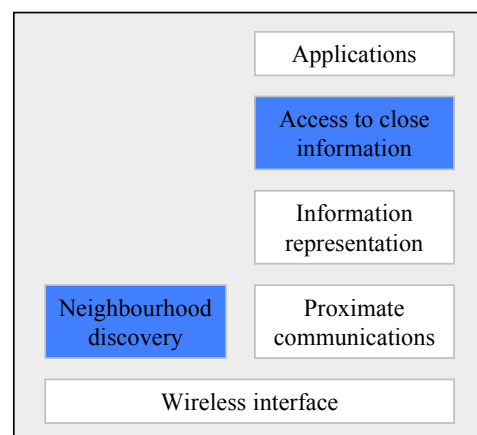 Applications
Access to close
information
Information
representation
Neighbourhood
discovery
Proximate
communications
Wireless interface